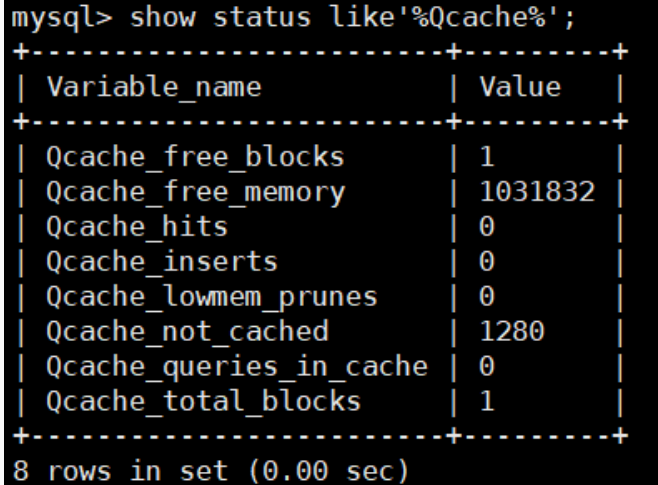 mysql> show status like'%Qcache%';
+-------------------------+---------+
| Variable_name           | Value   |
+-------------------------+---------+
| Qcache_free_blocks      | 1       |
| Qcache_free_memory      | 1031832 |
| Qcache_hits             | 0       |
| Qcache_inserts          | 0       |
| Qcache_lowmem_prunes    | 0       |
| Qcache_not_cached       | 1280    |
| Qcache_queries_in_cache | 0       |
| Qcache_total_blocks     | 1       |
+-------------------------+---------+
8 rows in set (0.00 sec)